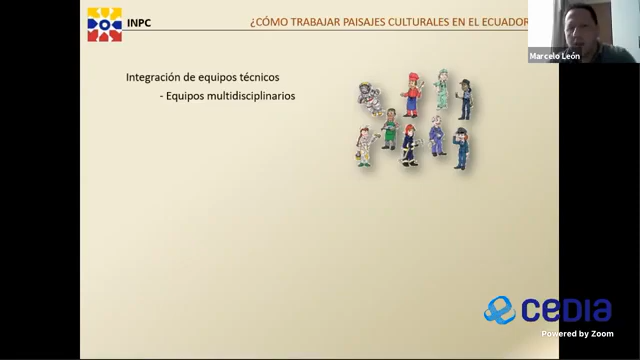 INPC
¿CÓMO TRABAJAR PAISAJES CULTURALES EN EL ECUADOR
Marcelo León
Integración de equipos técnicos
- Equipos multidisciplinarios
CEDIA
Powered by Zoom